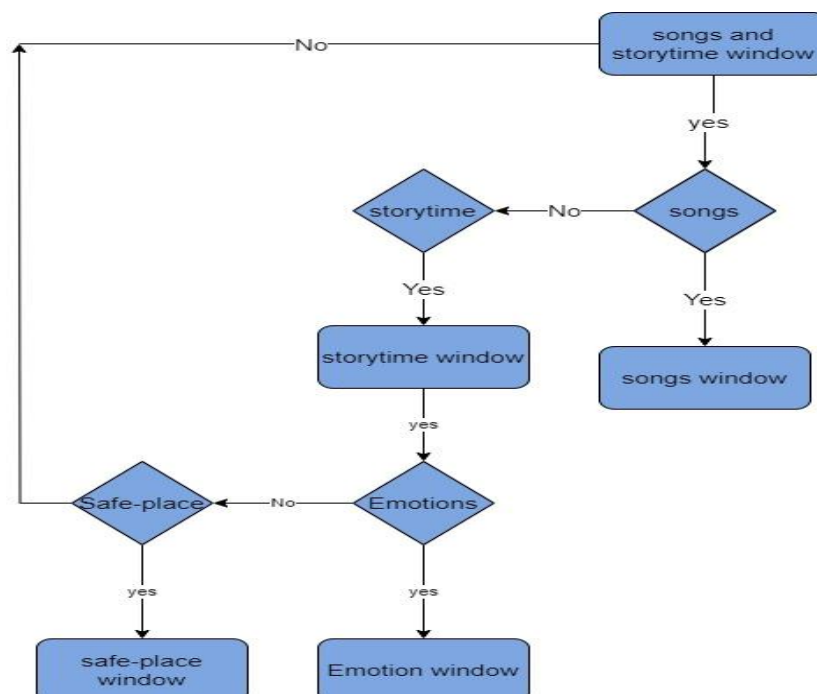 songs and
storytime window
No
yes
storytime
No
songs
Yes
Yes
storytime window
songs window
yes
Safe-place
No
Emotions
yes
yes
safe-place
window
Emotion window